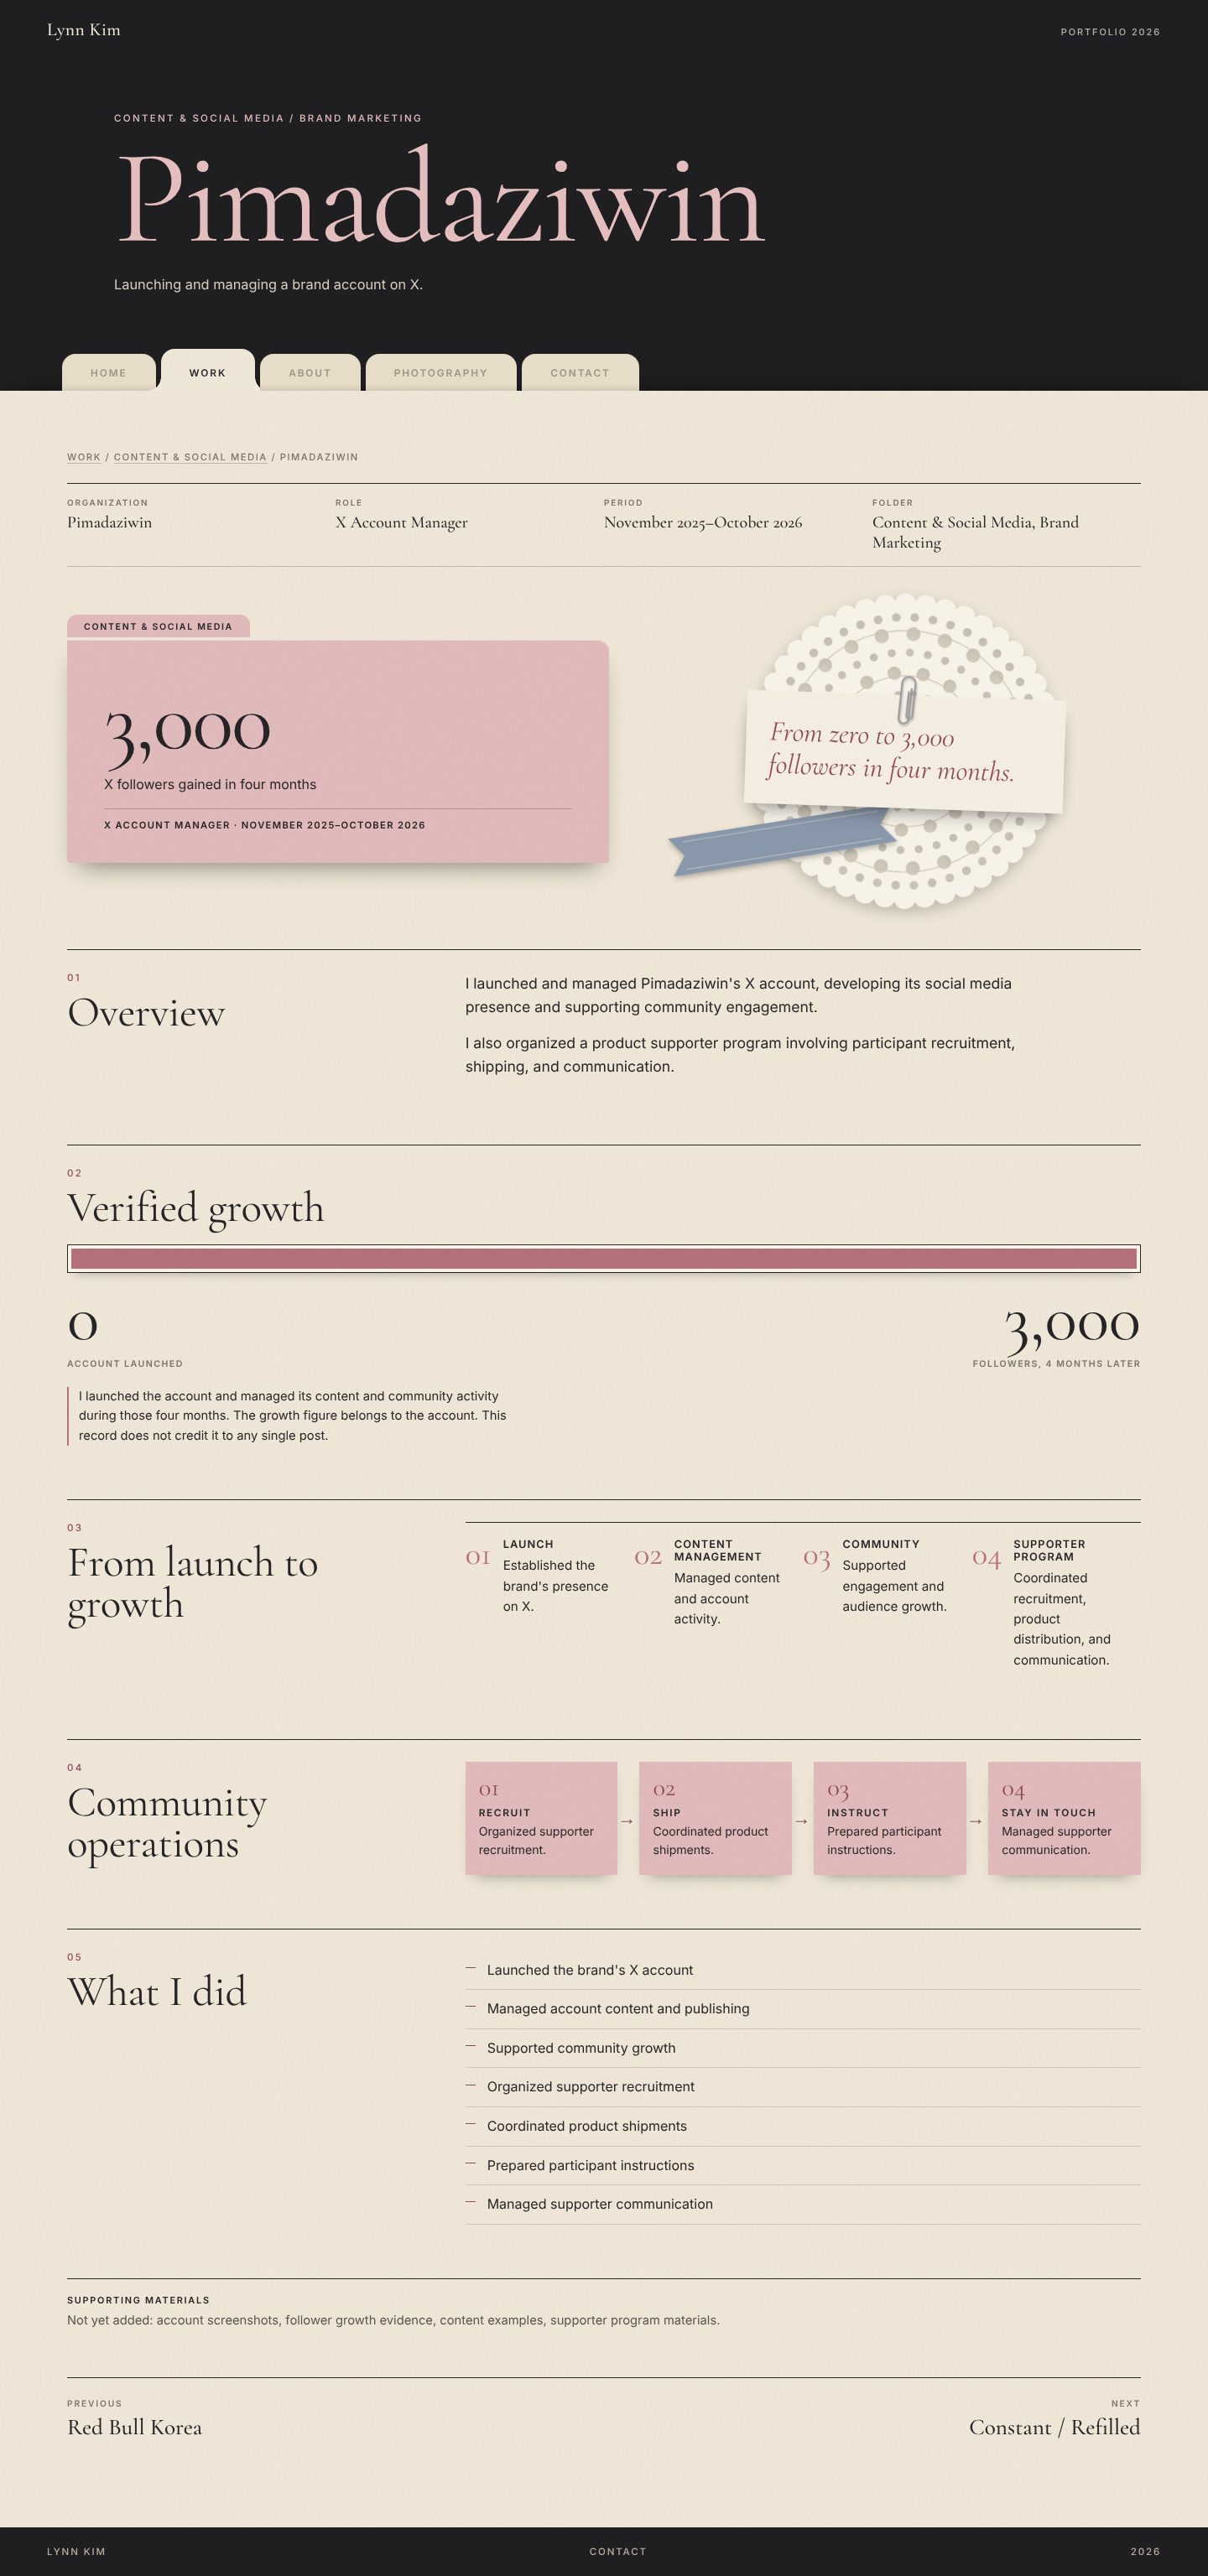 Lynn Kim
PORTFOLIO 2026
CONTENT & SOCIAL MEDIA / BRAND MARKETING
Pimadaziwin
Launching and managing a brand account on X.
HOME
WORK
ABOUT
PHOTOGRAPHY
CONTACT
WORK / CONTENT & SOCIAL MEDIA / PIMADAZIWIN
ORGANIZATION
Pimadaziwin
ROLE
X Account Manager
PERIOD
November 2025–October 2026
FOLDER
Content & Social Media, Brand
Marketing
CONTENT & SOCIAL MEDIA
3,000
X followers gained in four months
X ACCOUNT MANAGER · NOVEMBER 2025–OCTOBER 2026
From zero to 3,000
followers in four months.
01
Overview
I launched and managed Pimadaziwin's X account, developing its social media
presence and supporting community engagement.
I also organized a product supporter program involving participant recruitment,
shipping, and communication.
02
Verified growth
0
ACCOUNT LAUNCHED
3,000
FOLLOWERS, 4 MONTHS LATER
I launched the account and managed its content and community activity
during those four months. The growth figure belongs to the account. This
record does not credit it to any single post.
03
From launch to
growth
01
LAUNCH
Established the
brand's presence
on X.
02
CONTENT
MANAGEMENT
Managed content
and account
activity.
03
COMMUNITY
Supported
engagement and
audience growth.
04
SUPPORTER
PROGRAM
Coordinated
recruitment,
product
distribution, and
communication.
04
Community
operations
01
RECRUIT
Organized supporter
recruitment.
→
02
SHIP
Coordinated product
shipments.
→
03
INSTRUCT
Prepared participant
instructions.
→
04
STAY IN TOUCH
Managed supporter
communication.
05
What I did
— Launched the brand's X account
— Managed account content and publishing
— Supported community growth
— Organized supporter recruitment
— Coordinated product shipments
— Prepared participant instructions
— Managed supporter communication
SUPPORTING MATERIALS
Not yet added: account screenshots, follower growth evidence, content examples, supporter program materials.
PREVIOUS
Red Bull Korea
NEXT
Constant / Refilled
LYNN KIM
CONTACT
2026